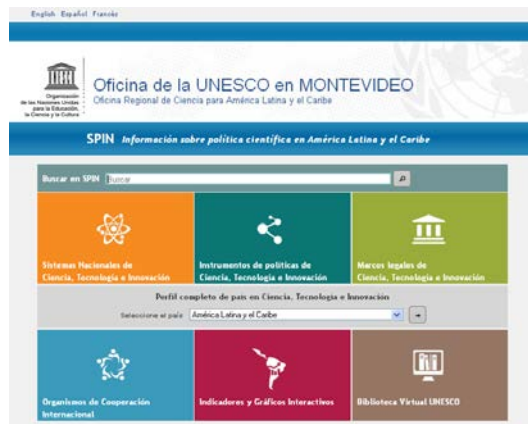 English Español Francés
Organización
de las Naciones Unidas
para la Educación,
la Ciencia y la Cultura
Oficina de la UNESCO en MONTEVIDEO
Oficina Regional de Ciencia para América Latina y el Caribe
SPIN Información sobre política científica en América Latina y el Caribe
Buscar en SPIN Buscar
Sistemas Nacionales de
Ciencia, Tecnología e Innovación
Instrumentos de políticas de
Ciencia, Tecnología e Innovación
Marcos legales de
Ciencia, Tecnología e Innovación
Perfil completo de país en Ciencia, Tecnología e Innovación
Seleccione el país América Latina y el Caribe
Organismos de Cooperación
Internacional
Indicadores y Gráficos Interactivos
Biblioteca Virtual UNESCO